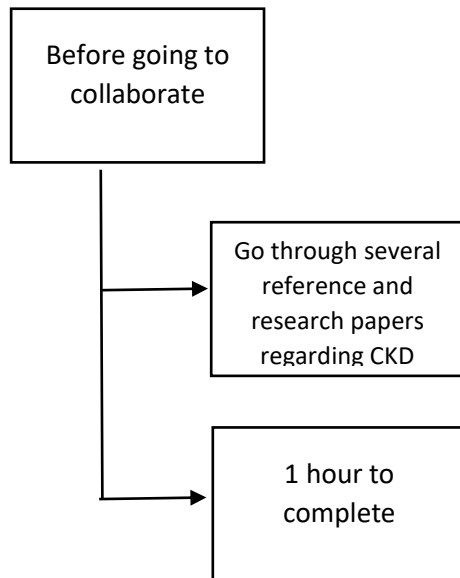 Before going to
collaborate
Go through several
reference and
research papers
regarding CKD
1 hour to
complete